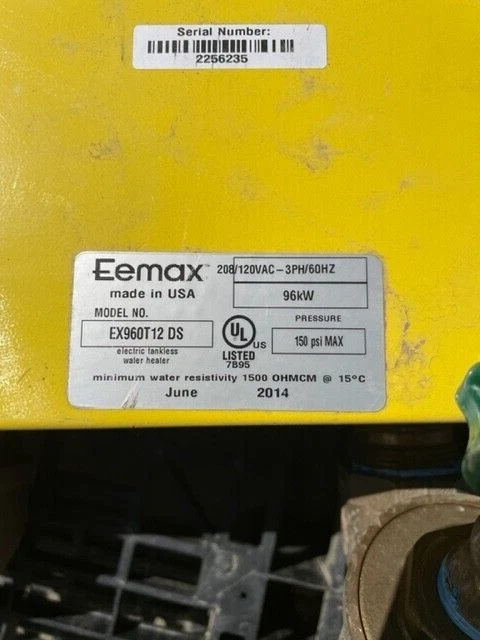 Serial Number:
2256235
Eemax 208/120VAC-3PH/60HZ
made in USA 96kW
MODEL NO. PRESSURE
EX960T12 DS UL US 150 psi MAX
electric tankless LISTED
water heater 7B95
minimum water resistivity 1500 OHMCM @ 15°C
June 2014